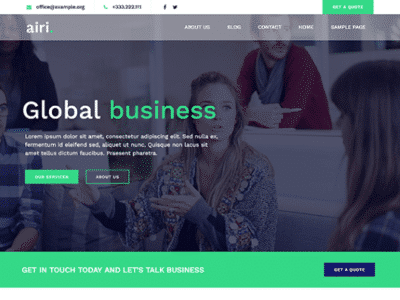 office@example.org +333.222.111 GET A QUOTE
airi. ABOUT US BLOG CONTACT HOME SAMPLE PAGE
Global business
Lorem ipsum dolor sit amet, consectetur adipiscing elit. Sed nulla ex,
fermentum id eleifend sed, aliquet ut nunc. Quisque non lacus sit
amet tellus dictum faucibus. Praesent pharetra.
OUR SERVICES ABOUT US
GET IN TOUCH TODAY AND LET'S TALK BUSINESS GET A QUOTE